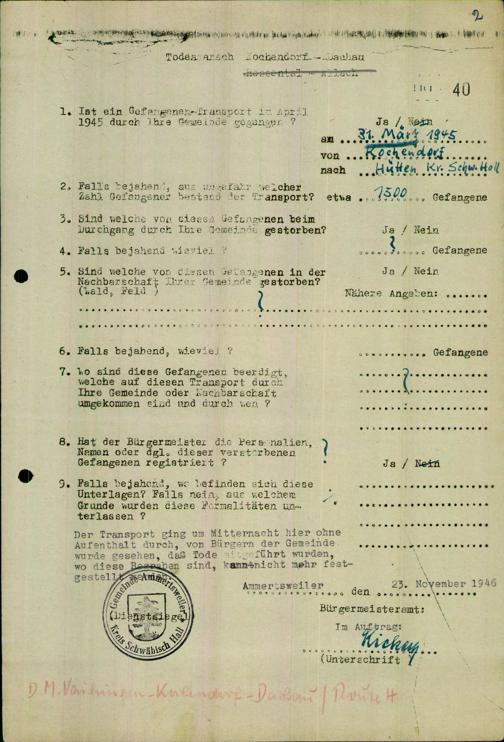 2
Todesmarsch Kochendorf - Dachau
Hessental -
40
1. Ist ein Gefangenen-Transport im April
1945 durch Ihre Gemeinde gegangen ?
Ja / Nein
am 31. März 1945
von Kochendorf
nach Hütten Kr. Schw. Hall
2. Falls bejahend, aus ungefähr welcher
Zahl Gefangener bestand der Transport? etwa 1300 Gefangene
3. Sind welche von diesen Gefangenen beim
Durchgang durch Ihre Gemeinde gestorben? Ja / Nein
4. Falls bejahend wieviel ? ? Gefangene
5. Sind welche von diesen Gefangenen in der Ja / Nein
Nachbarschaft Ihrer Gemeinde gestorben?
(Wald, Feld ) Nähere Angaben:
?
6. Falls bejahend, wieviel ? Gefangene
7. Wo sind diese Gefangenen beerdigt,
welche auf diesen Transport durch ?
Ihre Gemeinde oder Nachbarschaft
umgekommen sind und durch wen ?
8. Hat der Bürgermeister die Personalien,
Namen oder dgl. dieser verstorbenen ?
Gefangenen registriert ? Ja / Nein
9. Falls bejahend, wo befinden sich diese
Unterlagen? Falls nein, aus welchem ./.
Grunde wurden diese Formalitäten un-
terlassen ?
Der Transport ging um Mitternacht hier ohne
Aufenthalt durch, von Bürgern der Gemeinde
wurde gesehen, daß Tode mitgeführt wurden,
wo diese begraben sind, kann nicht mehr fest-
gestellt werden.
Ammertsweiler den 23. November 1946
Gemeinde Ammertsweiler
(Dienstsiegel)
Kreis Schwäbisch Hall
Bürgermeisteramt:
Im Auftrag:
(Unterschrift)
D.M. Vaihingen - Kochendorf - Dachau / Route 4